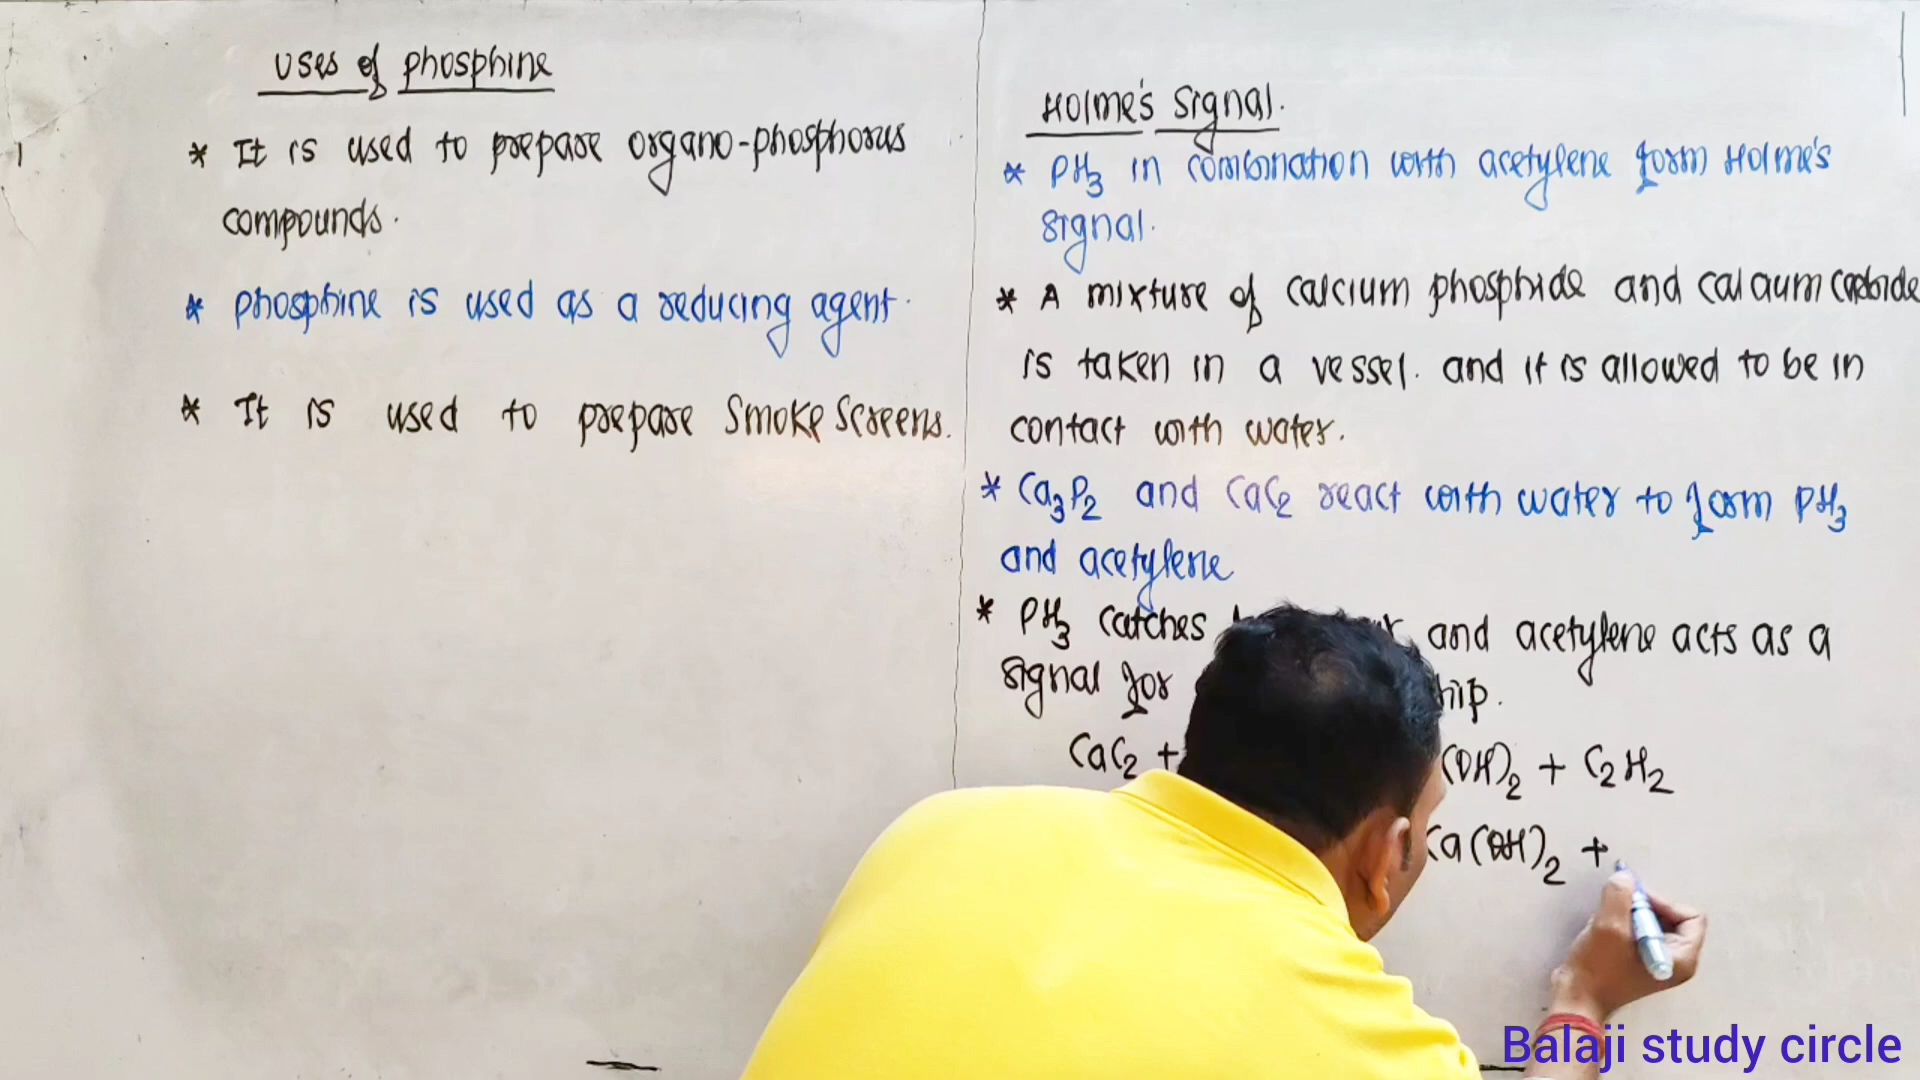 uses of phosphine
* It is used to prepare organo-phosphorus
compounds.
* phosphine is used as a reducing agent.
* It is used to prepare Smoke Screens.
Holme's Signal.
* PH3 in combination with acetylene form Holme's
signal.
* A mixture of calcium phosphide and calcium carbide
is taken in a vessel. and it is allowed to be in
contact with water.
* Ca3P2 and CaC2 react with water to form PH3
and acetylene
* PH3 catches and acetylene acts as a
signal for
CaC2 + (OH)2 + C2H2
Ca(OH)2 +
Balaji study circle